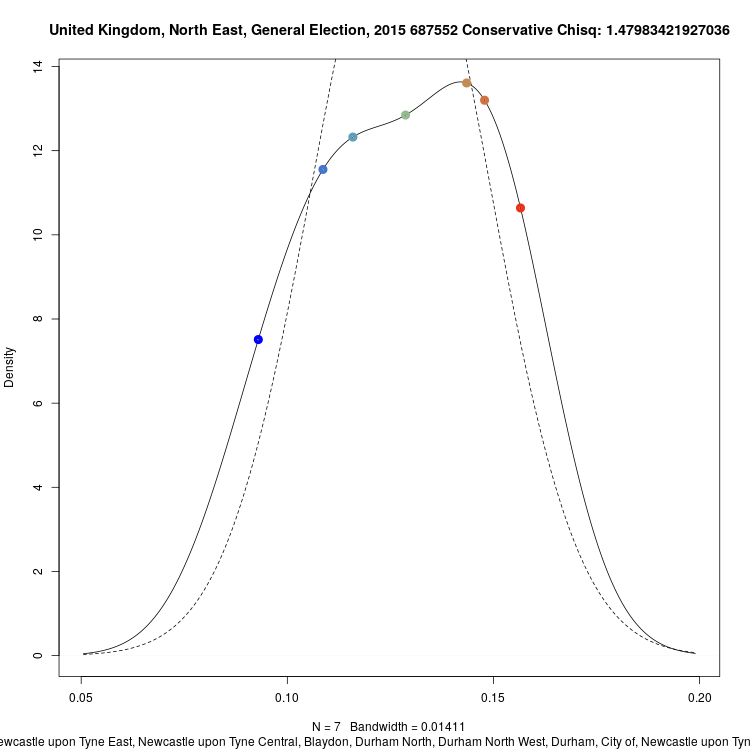 United Kingdom, North East, General Election, 2015 687552 Conservative Chisq: 1.47983421927036
14
12
10
8
6
4
2
0
Density
0.05 0.10 0.15 0.20
N = 7 Bandwidth = 0.01411
ewcastle upon Tyne East, Newcastle upon Tyne Central, Blaydon, Durham North, Durham North West, Durham, City of, Newcastle upon Tyn